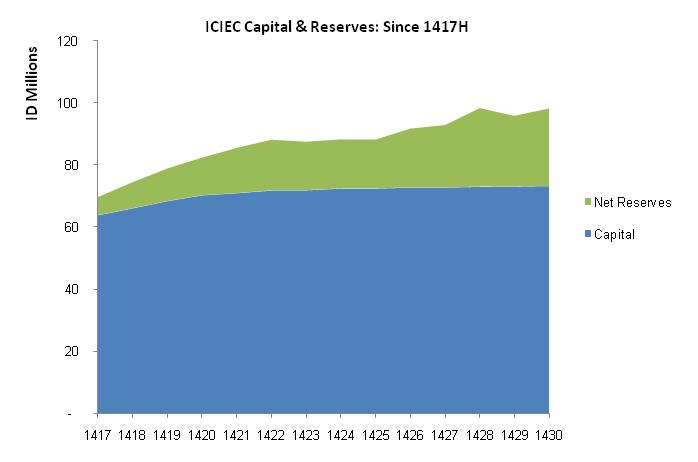 ICIEC Capital & Reserves: Since 1417H
ID Millions
120
100
80
60
40
20
-
1417 1418 1419 1420 1421 1422 1423 1424 1425 1426 1427 1428 1429 1430
Net Reserves
Capital